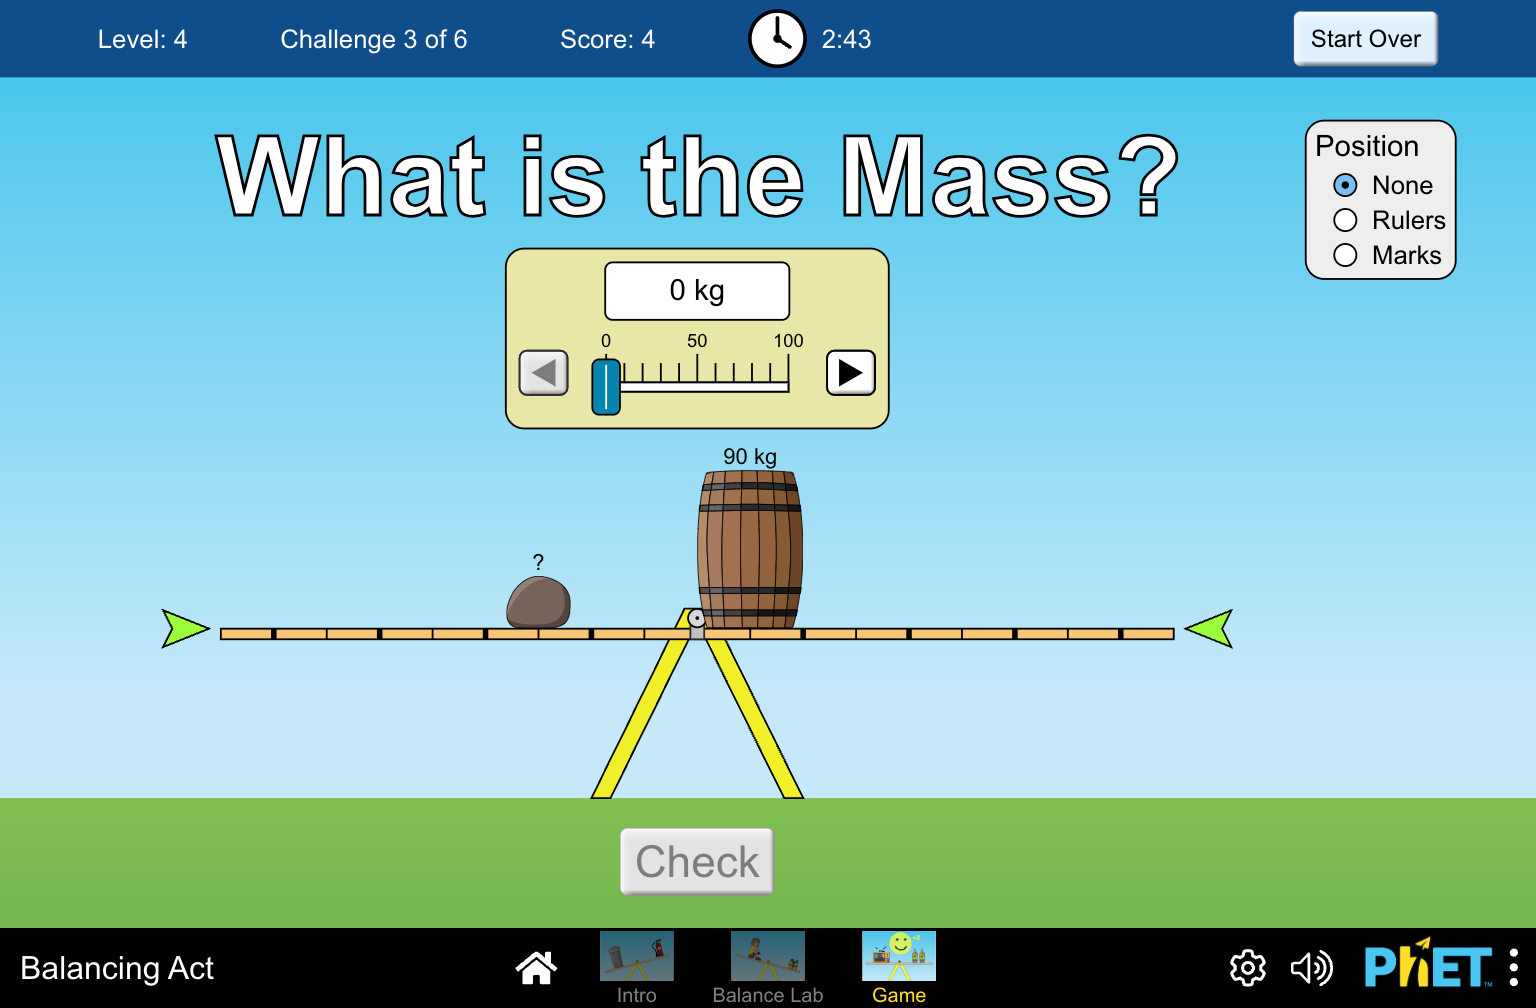 Level: 4 Challenge 3 of 6 Score: 4 2:43 Start Over
What is the Mass?
Position
None
Rulers
Marks
0 kg
0 50 100
90 kg
?
Check
Balancing Act
Intro
Balance Lab
Game
PhET™